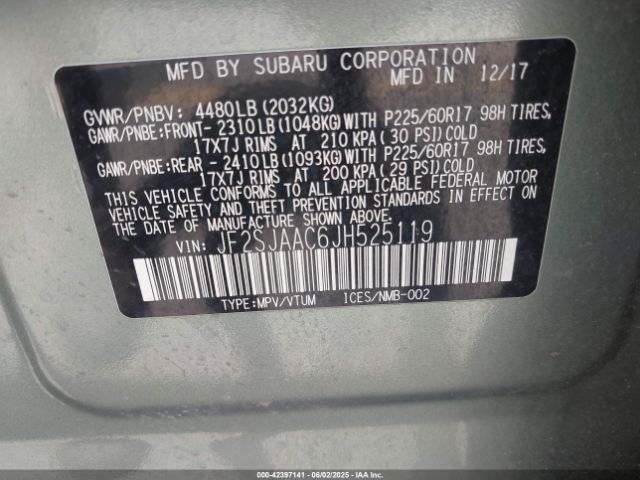 MFD BY SUBARU CORPORATION
MFD IN 12/17
GVWR/PNBV: 4480LB(2032KG)
GAWR/PNBE:FRONT- 2310LB(1048KG)WITH P225/60R17 98H TIRES,
17X7J RIMS AT 210 KPA(30 PSI)COLD
GAWR/PNBE:REAR - 2410LB(1093KG)WITH P225/60R17 98H TIRES,
17X7J RIMS AT 200 KPA(29 PSI)COLD
THIS VEHICLE CONFORMS TO ALL APPLICABLE FEDERAL MOTOR
VEHICLE SAFETY AND THEFT PREVENTION STANDARDS IN EFFECT
ON THE DATE OF MANUFACTURE SHOWN ABOVE.
VIN: JF2SJAAC6JH525119
TYPE:MPV/VTUM ICES/NMB-002
00-42397141 - 06/02/2025 - COPYRIGHT IAA, LLC.